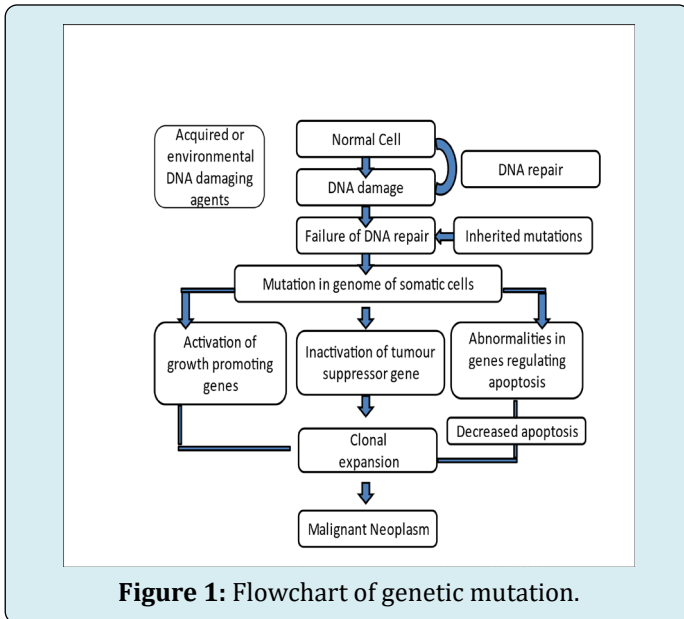 Acquired or
environmental
DNA damaging
agents
Normal Cell
DNA repair
DNA damage
Failure of DNA repair
Inherited mutations
Mutation in genome of somatic cells
Activation of
growth promoting
genes
Inactivation of tumour
suppressor gene
Abnormalities in
genes regulating
apoptosis
Decreased apoptosis
Clonal
expansion
Malignant Neoplasm
Figure 1: Flowchart of genetic mutation.